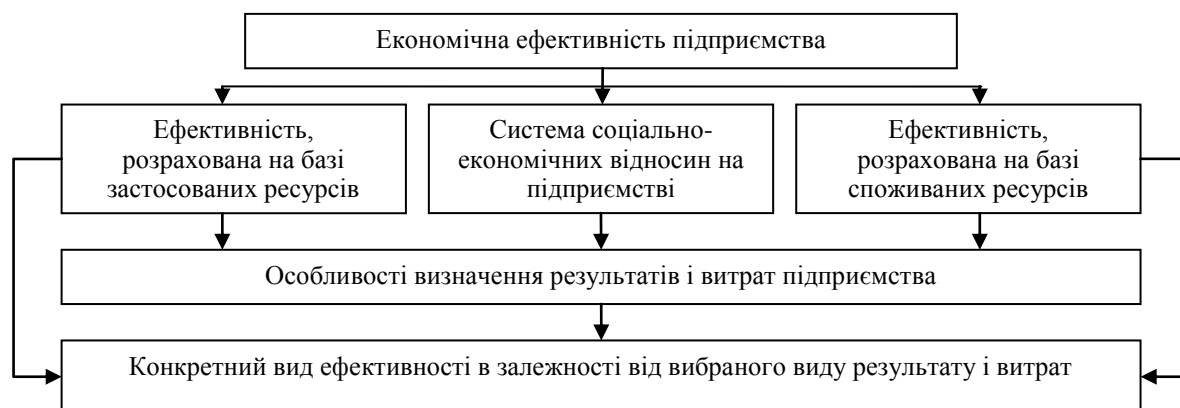 Економічна ефективність підприємства
Ефективність,
розрахована на базі
застосованих ресурсів
Система соціально-
економічних відносин на
підприємстві
Ефективність,
розрахована на базі
споживаних ресурсів
Особливості визначення результатів і витрат підприємства
Конкретний вид ефективності в залежності від вибраного виду результату і витрат